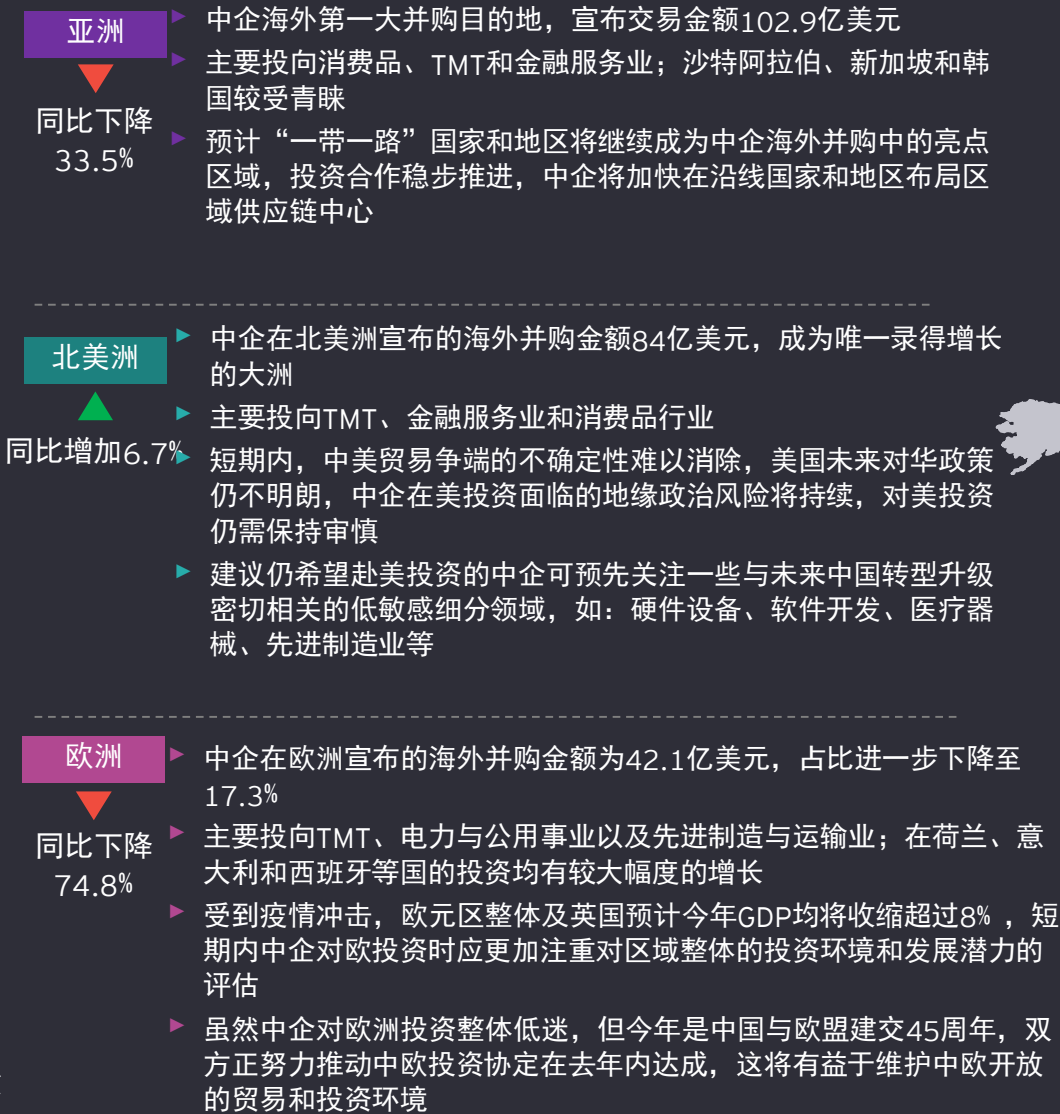 亚洲
同比下降
33.5%
中企海外第一大并购目的地，宣布交易金额102.9亿美元
主要投向消费品、TMT和金融服务业；沙特阿拉伯、新加坡和韩
国较受青睐
预计“一带一路”国家和地区将继续成为中企海外并购中的亮点
区域，投资合作稳步推进，中企将加快在沿线国家和地区布局区
域供应链中心
北美洲
同比增加6.7%
中企在北美洲宣布的海外并购金额84亿美元，成为唯一录得增长
的大洲
主要投向TMT、金融服务业和消费品行业
短期内，中美贸易争端的不确定性难以消除，美国未来对华政策
仍不明朗，中企在美投资面临的地缘政治风险将持续，对美投资
仍需保持审慎
建议仍希望赴美投资的中企可预先关注一些与未来中国转型升级
密切相关的低敏感细分领域，如：硬件设备、软件开发、医疗器
械、先进制造业等
欧洲
同比下降
74.8%
中企在欧洲宣布的海外并购金额为42.1亿美元，占比进一步下降至
17.3%
主要投向TMT、电力与公用事业以及先进制造与运输业；在荷兰、意
大利和西班牙等国的投资均有较大幅度的增长
受到疫情冲击，欧元区整体及英国预计今年GDP均将收缩超过8% ，短
期内中企对欧投资时应更加注重对区域整体的投资环境和发展潜力的
评估
虽然中企对欧洲投资整体低迷，但今年是中国与欧盟建交45周年，双
方正努力推动中欧投资协定在去年内达成，这将有益于维护中欧开放
的贸易和投资环境